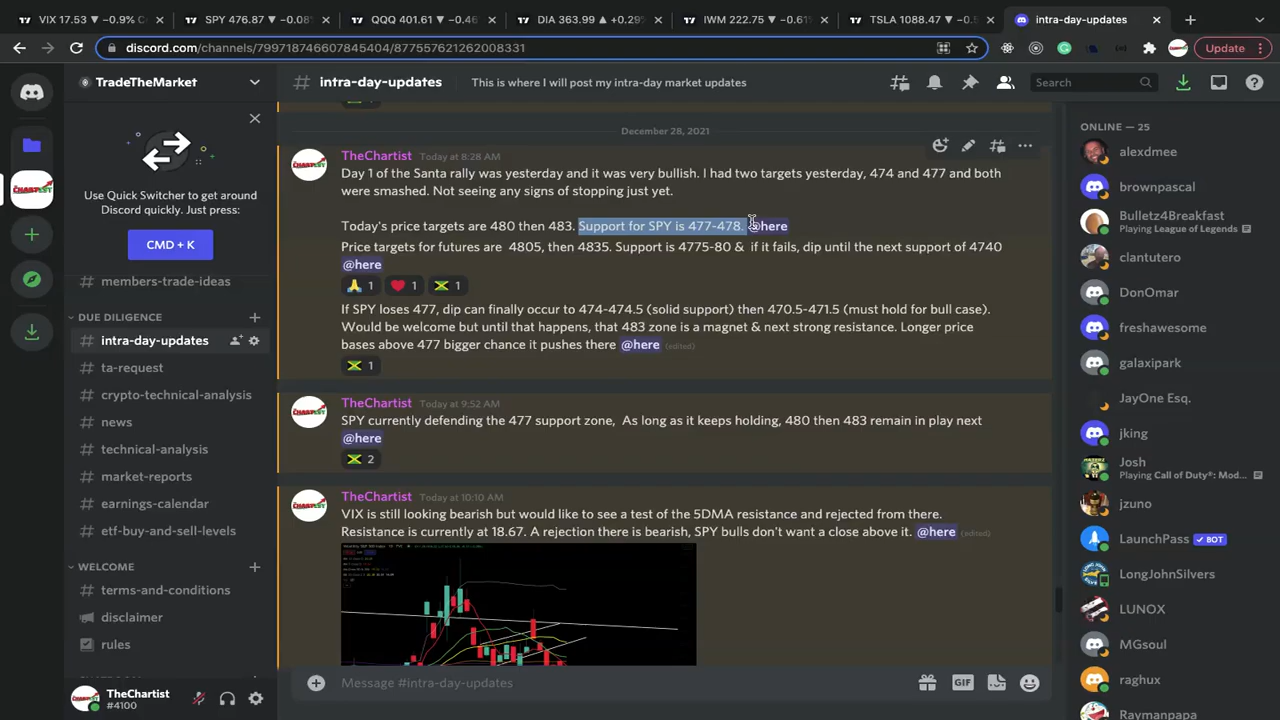 VIX 17.53 ▼ −0.9% C
SPY 476.87 ▼ −0.08%
QQQ 401.61 ▼ −0.46
DIA 363.99 ▲ +0.29%
IWM 222.75 ▼ −0.61%
TSLA 1088.47 ▼ −0.5
intra-day-updates
discord.com/channels/799718746607845404/877557621262008331
Update
TradeTheMarket
# intra-day-updates
This is where I will post my intra-day market updates
Search
Use Quick Switcher to get around
Discord quickly. Just press:
CMD + K
# members-trade-ideas
DUE DILIGENCE
# intra-day-updates
# ta-request
# crypto-technical-analysis
# news
# technical-analysis
# market-reports
# earnings-calendar
# etf-buy-and-sell-levels
WELCOME
# terms-and-conditions
disclaimer
rules
TheChartist
#4100
December 28, 2021
TheChartist Today at 8:28 AM
Day 1 of the Santa rally was yesterday and it was very bullish. I had two targets yesterday, 474 and 477 and both
were smashed. Not seeing any signs of stopping just yet.
Today's price targets are 480 then 483. Support for SPY is 477-478. @here
Price targets for futures are 4805, then 4835. Support is 4775-80 & if it fails, dip until the next support of 4740
@here
1 1 1
If SPY loses 477, dip can finally occur to 474-474.5 (solid support) then 470.5-471.5 (must hold for bull case).
Would be welcome but until that happens, that 483 zone is a magnet & next strong resistance. Longer price
bases above 477 bigger chance it pushes there @here (edited)
1
TheChartist Today at 9:52 AM
SPY currently defending the 477 support zone, As long as it keeps holding, 480 then 483 remain in play next
@here
2
TheChartist Today at 10:10 AM
VIX is still looking bearish but would like to see a test of the 5DMA resistance and rejected from there.
Resistance is currently at 18.67. A rejection there is bearish, SPY bulls don't want a close above it. @here (edited)
Message #intra-day-updates
GIF
ONLINE — 25
alexdmee
brownpascal
Bulletz4Breakfast
Playing League of Legends
clantutero
DonOmar
freshawesome
galaxipark
JayOne Esq.
jking
Josh
Playing Call of Duty®: Mod...
jzuno
LaunchPass BOT
LongJohnSilvers
LUNOX
MGsoul
raghux
Raymanpapa